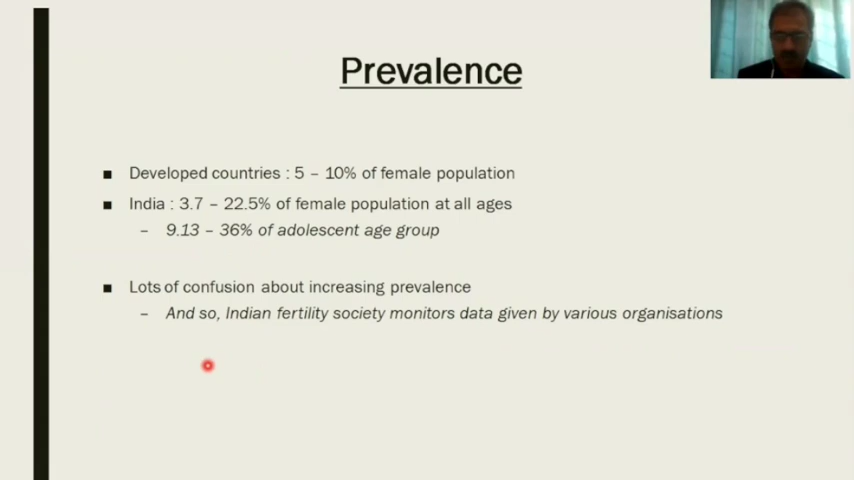 Prevalence
Developed countries : 5 – 10% of female population
India : 3.7 – 22.5% of female population at all ages
– 9.13 – 36% of adolescent age group
Lots of confusion about increasing prevalence
– And so, Indian fertility society monitors data given by various organisations